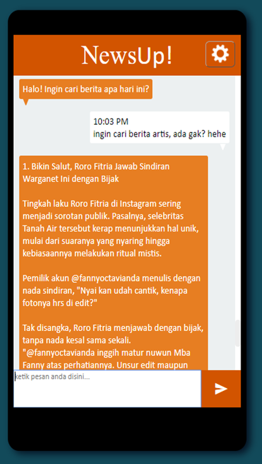 NewsUp!
Halo! Ingin cari berita apa hari ini?
10:03 PM
ingin cari berita artis, ada gak? hehe
1. Bikin Salut, Roro Fitria Jawab Sindiran
Warganet Ini dengan Bijak
Tingkah laku Roro Fitria di Instagram sering
menjadi sorotan publik. Pasalnya, selebritas
Tanah Air tersebut kerap menunjukkan hal unik,
mulai dari suaranya yang nyaring hingga
kebiasaannya melakukan ritual mistis.
Pemilik akun @fannyoctavianda menulis dengan
nada sindiran, "Nyai kan udah cantik, kenapa
fotonya hrs di edit?"
Tak disangka, Roro Fitria menjawab dengan bijak,
tanpa nada kesal sama sekali.
"@fannyoctavianda inggih matur nuwun Mba
Fanny atas perhatiannya. Unsur edit maupun
ketik pesan anda disini...